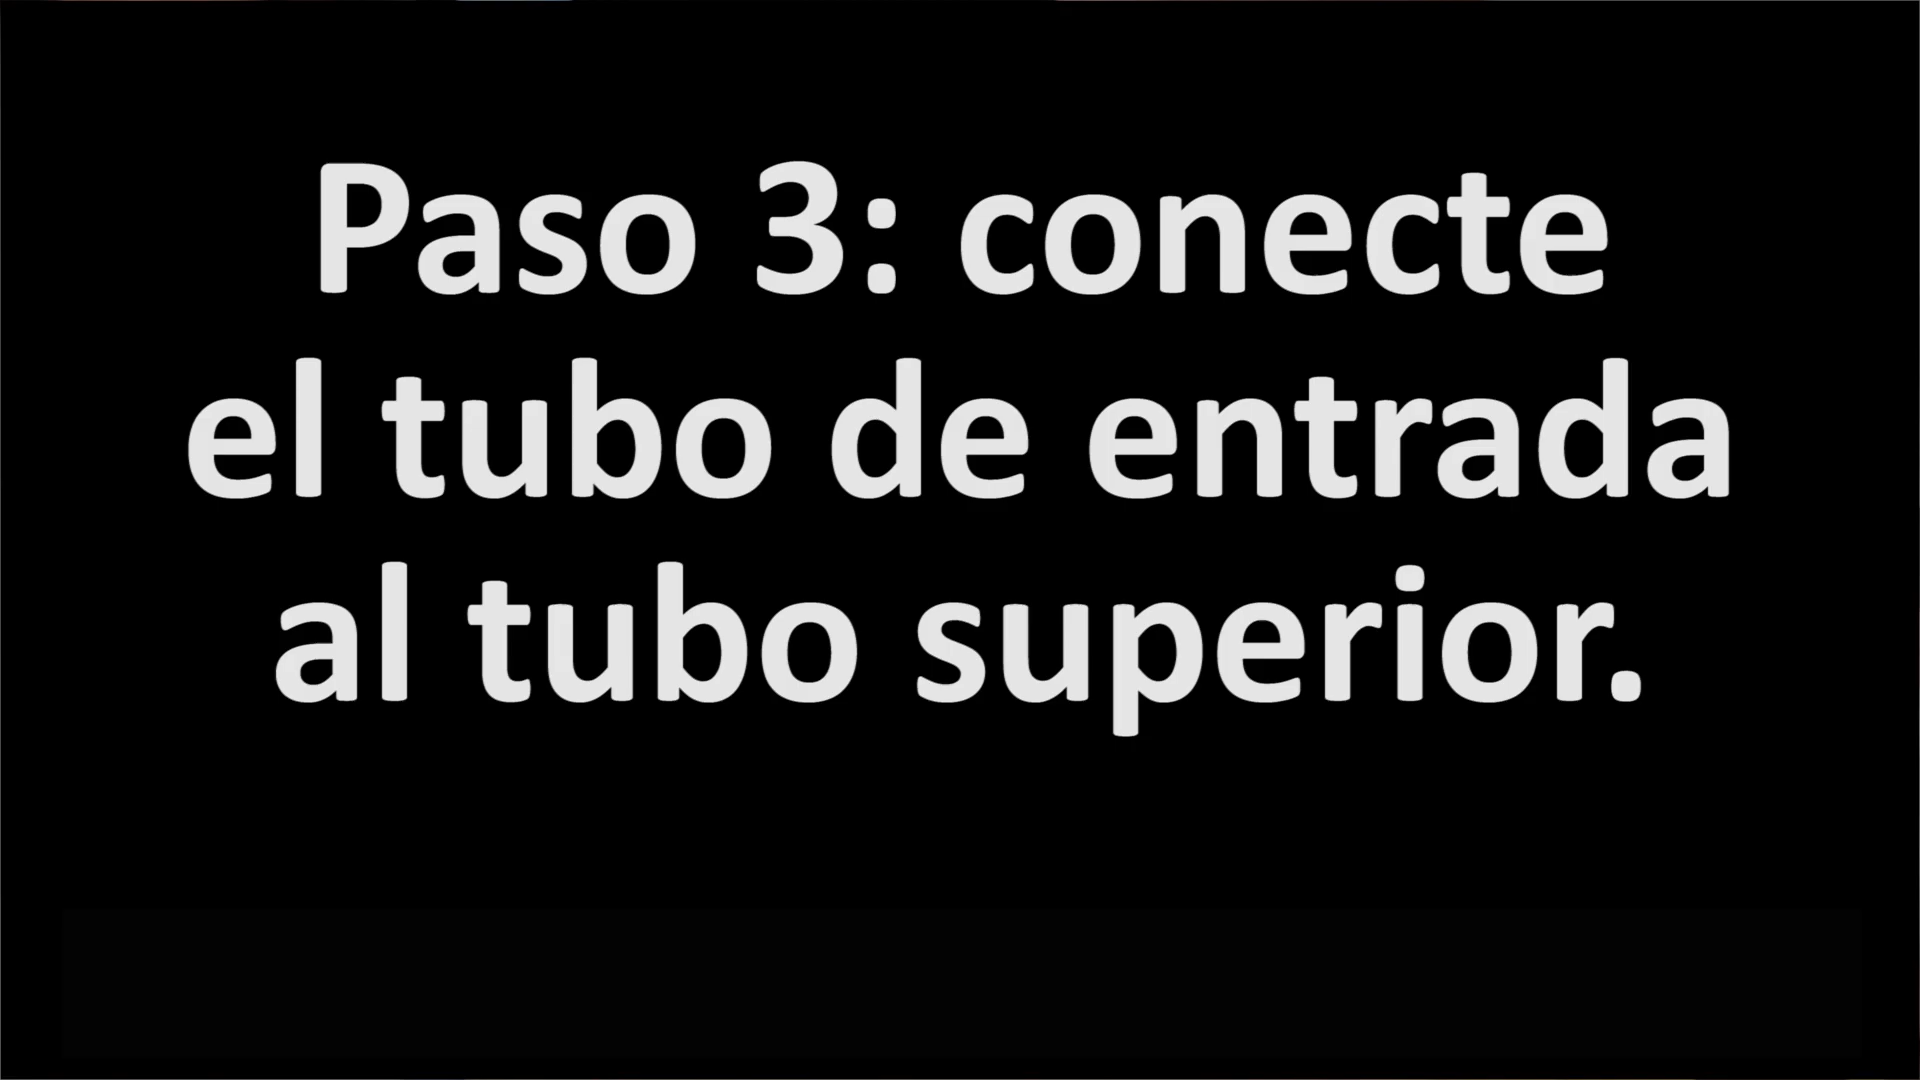 Paso 3: conecte
el tubo de entrada
al tubo superior.